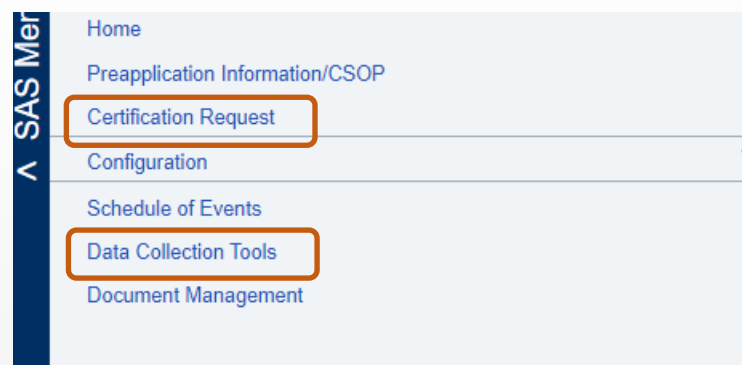 < SAS Mer
Home
Preapplication Information/CSOP
Certification Request
Configuration
Schedule of Events
Data Collection Tools
Document Management